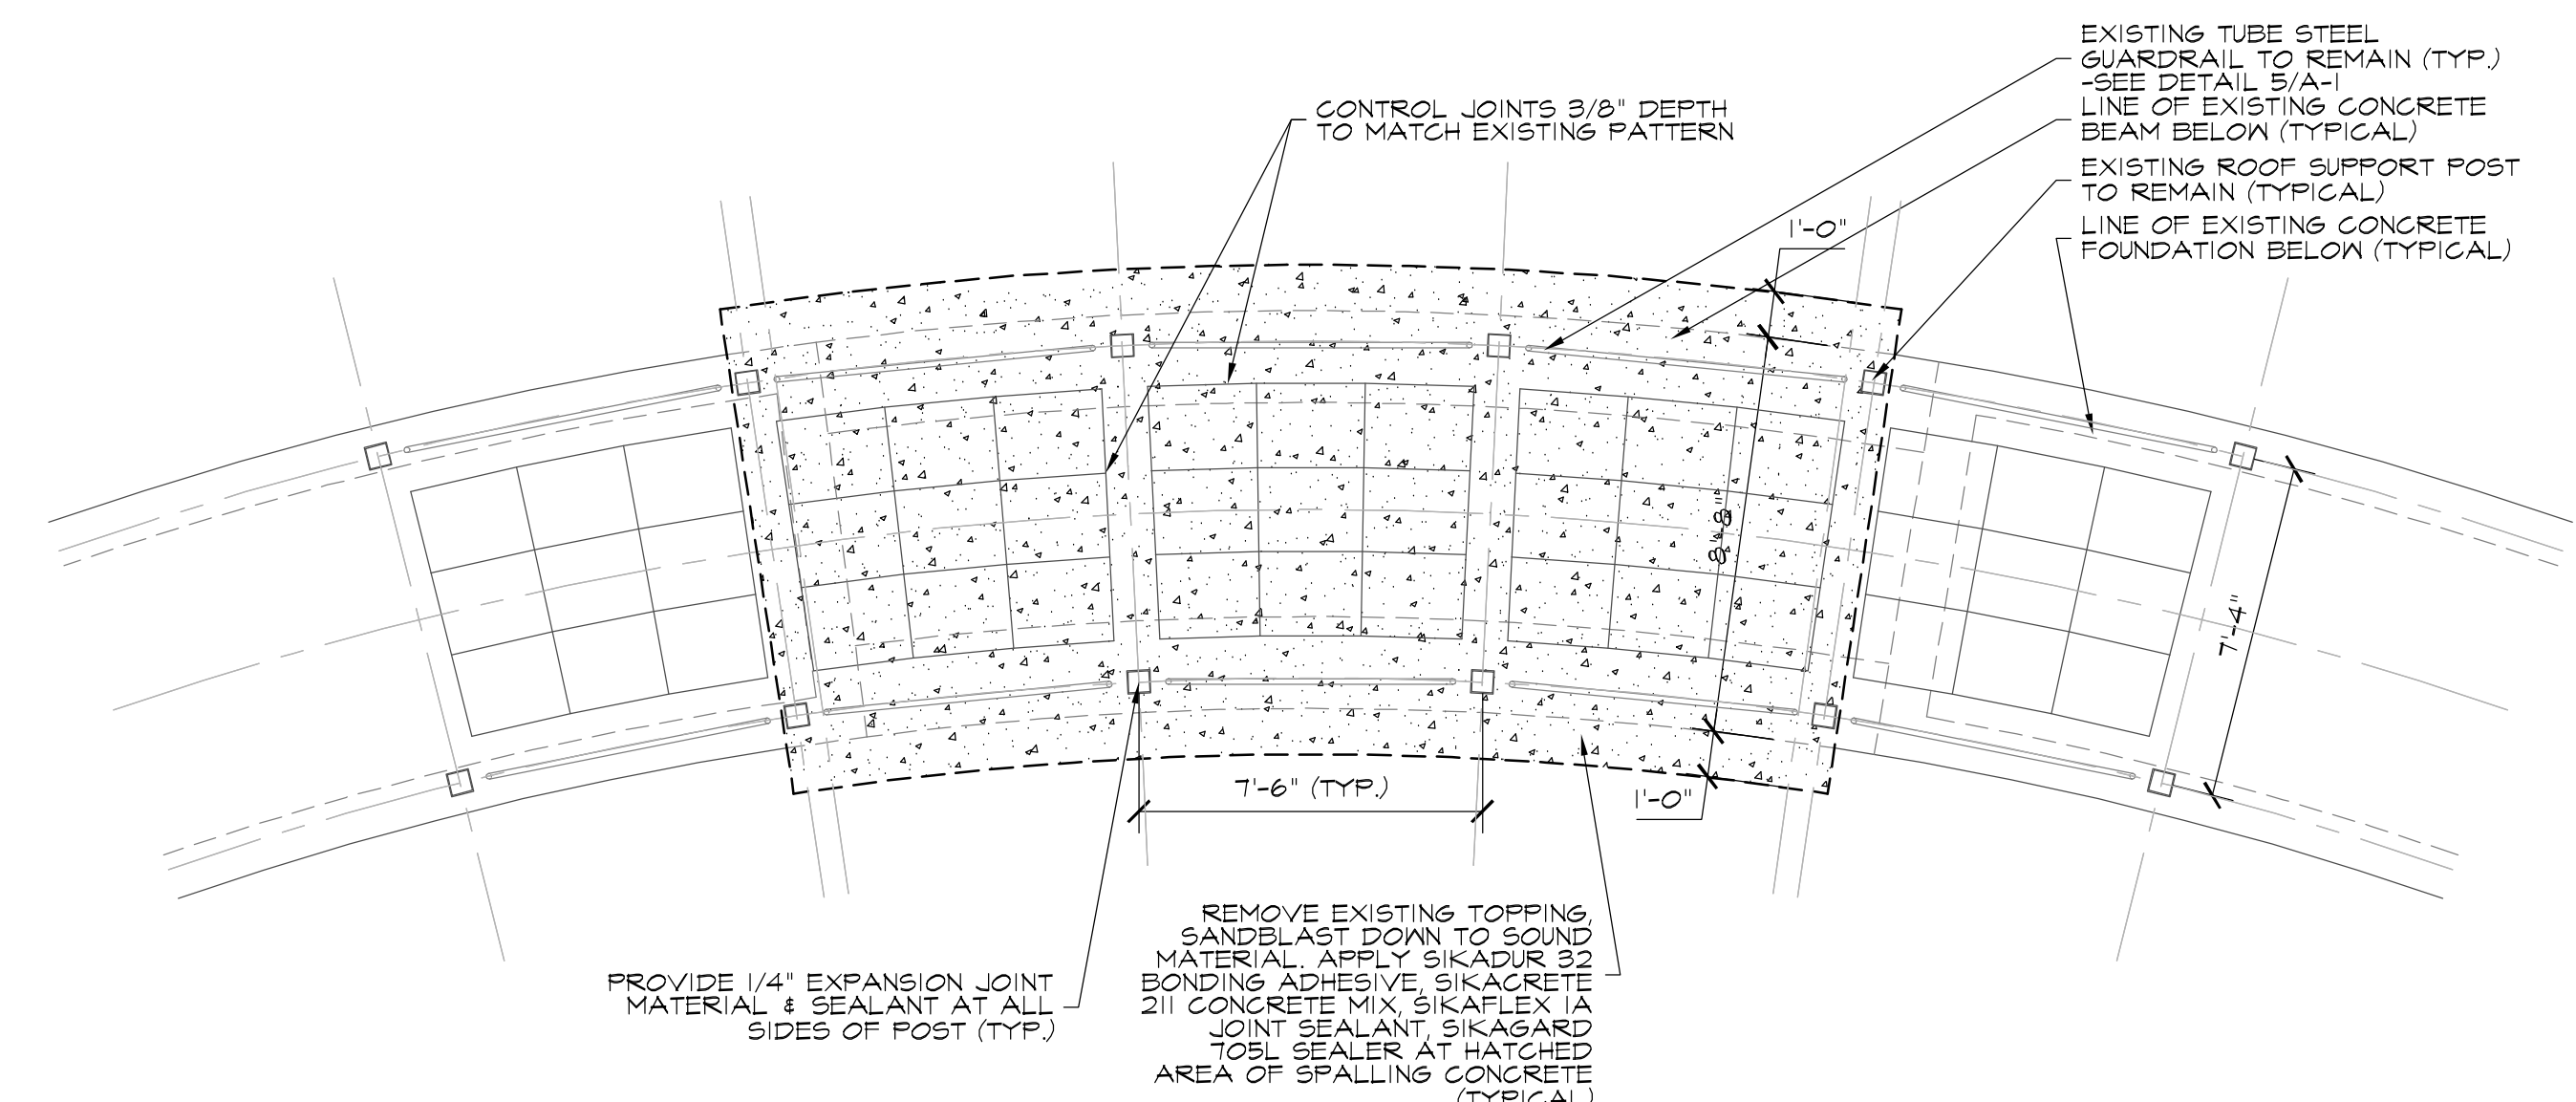 EXISTING TUBE STEEL
GUARDRAIL TO REMAIN (TYP.)
-SEE DETAIL 5/A-1
LINE OF EXISTING CONCRETE
BEAM BELOW (TYPICAL)
EXISTING ROOF SUPPORT POST
TO REMAIN (TYPICAL)
LINE OF EXISTING CONCRETE
FOUNDATION BELOW (TYPICAL)
CONTROL JOINTS 3/8" DEPTH
TO MATCH EXISTING PATTERN
1'-0"
8'-8"
7'-4"
7'-6" (TYP.)
1'-0"
PROVIDE 1/4" EXPANSION JOINT
MATERIAL & SEALANT AT ALL
SIDES OF POST (TYP.)
REMOVE EXISTING TOPPING,
SANDBLAST DOWN TO SOUND
MATERIAL. APPLY SIKADUR 32
BONDING ADHESIVE, SIKACRETE
211 CONCRETE MIX, SIKAFLEX 1A
JOINT SEALANT, SIKAGARD
705L SEALER AT HATCHED
AREA OF SPALLING CONCRETE
(TYPICAL)